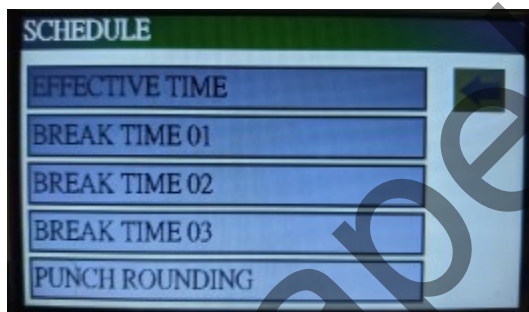 SCHEDULE
EFFECTIVE TIME
BREAK TIME 01
BREAK TIME 02
BREAK TIME 03
PUNCH ROUNDING